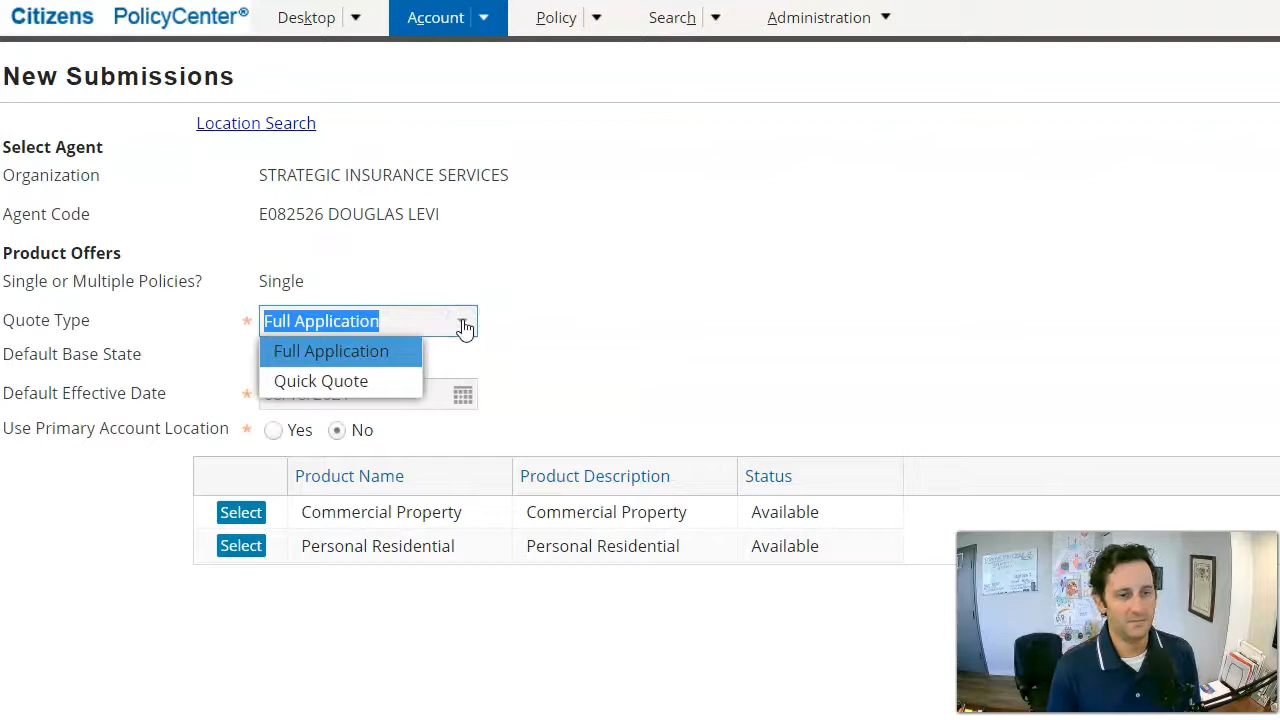 Citizens PolicyCenter® Desktop Account Policy Search Administration
New Submissions
Location Search
Select Agent
Organization STRATEGIC INSURANCE SERVICES
Agent Code E082526 DOUGLAS LEVI
Product Offers
Single or Multiple Policies? Single
Quote Type * Full Application
Full Application
Default Base State
Quick Quote
Default Effective Date *
Use Primary Account Location * Yes No
Product Name Product Description Status
Select Commercial Property Commercial Property Available
Select Personal Residential Personal Residential Available